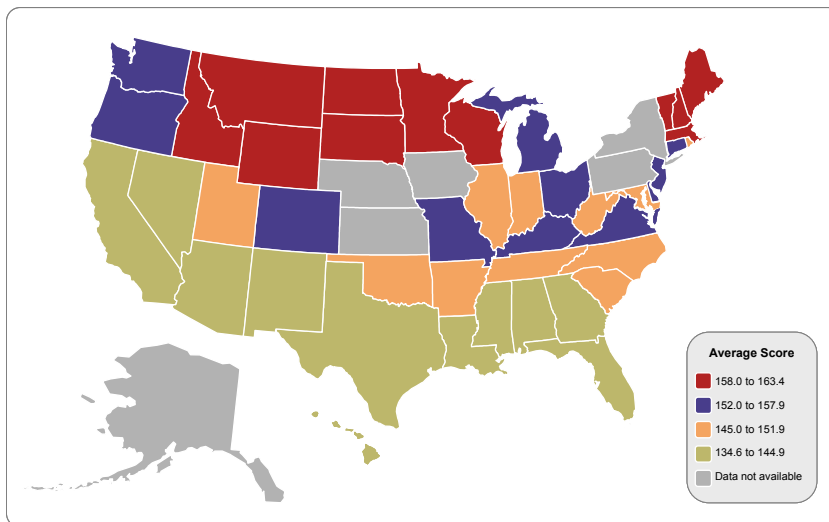 Average Score
158.0 to 163.4
152.0 to 157.9
145.0 to 151.9
134.6 to 144.9
Data not available